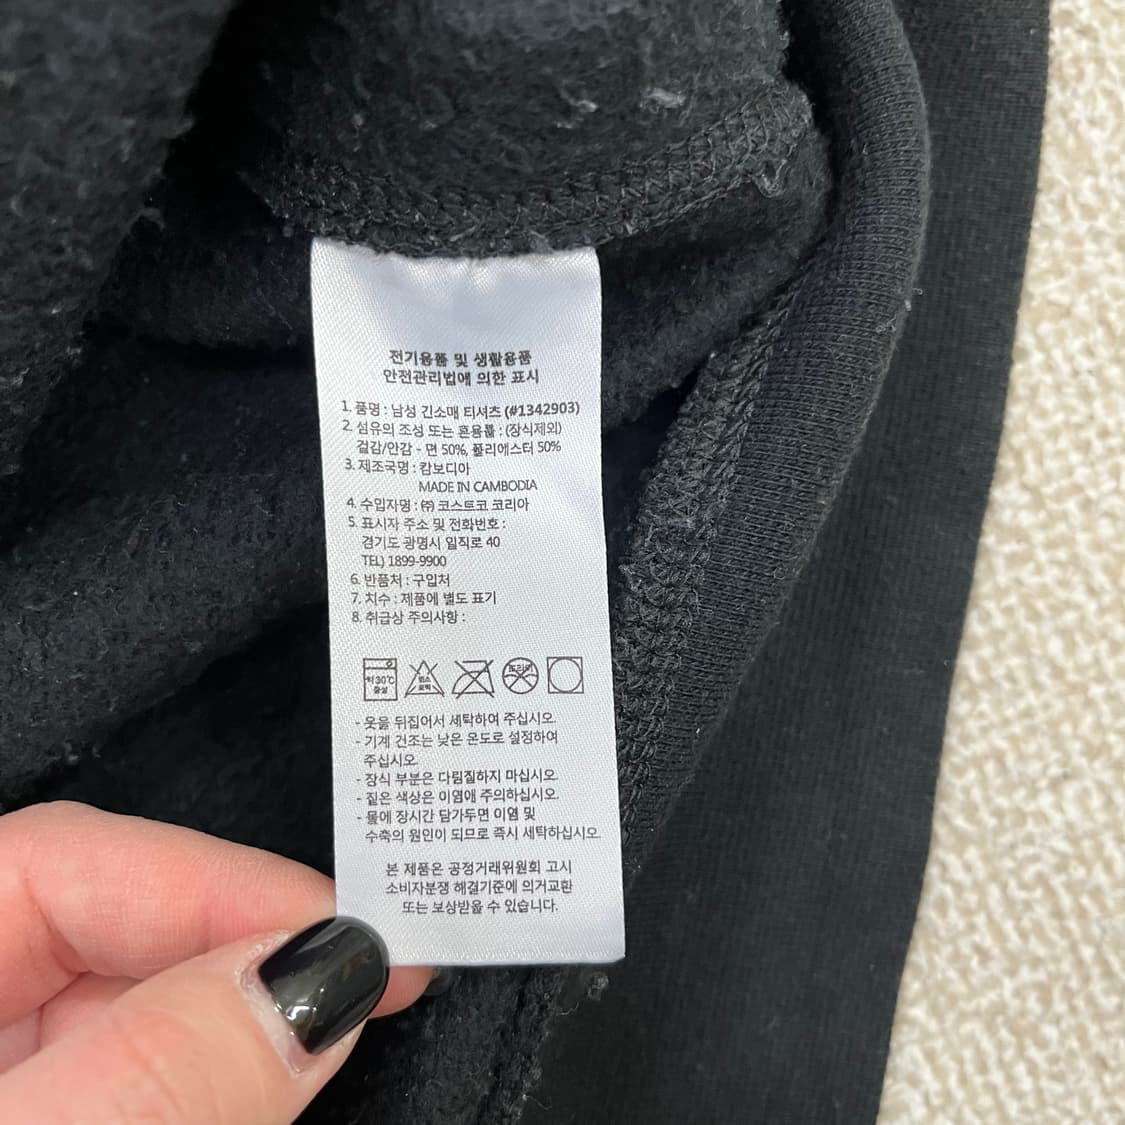 전기용품 및 생활용품
안전관리법에 의한 표시
1. 품명 : 남성 긴소매 티셔츠 (#1342903)
2. 섬유의 조성 또는 혼용률 : (장식제외)
겉감/안감 - 면 50%, 폴리에스터 50%
3. 제조국명 : 캄보디아
MADE IN CAMBODIA
4. 수입자명 : ㈜ 코스트코 코리아
5. 표시자 주소 및 전화번호 :
경기도 광명시 일직로 40
TEL) 1899-9900
6. 반품처 : 구입처
7. 치수 : 제품에 별도 표기
8. 취급상 주의사항 :
약 30℃
중성
염소
표백
드라이
- 옷을 뒤집어서 세탁하여 주십시오.
- 기계 건조는 낮은 온도로 설정하여
주십시오.
- 장식 부분은 다림질하지 마십시오.
- 짙은 색상은 이염에 주의하십시오.
- 물에 장시간 담가두면 이염 및
수축의 원인이 되므로 즉시 세탁하십시오.
본 제품은 공정거래위원회 고시
소비자분쟁 해결기준에 의거교환
또는 보상받을 수 있습니다.